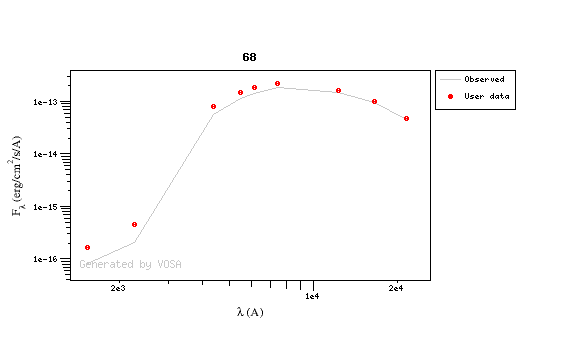 68
Observed
User data
1e-13
1e-14
1e-15
1e-16
Fλ (erg/cm2/s/A)
Generated by VOSA
2e3
1e4
2e4
λ (A)